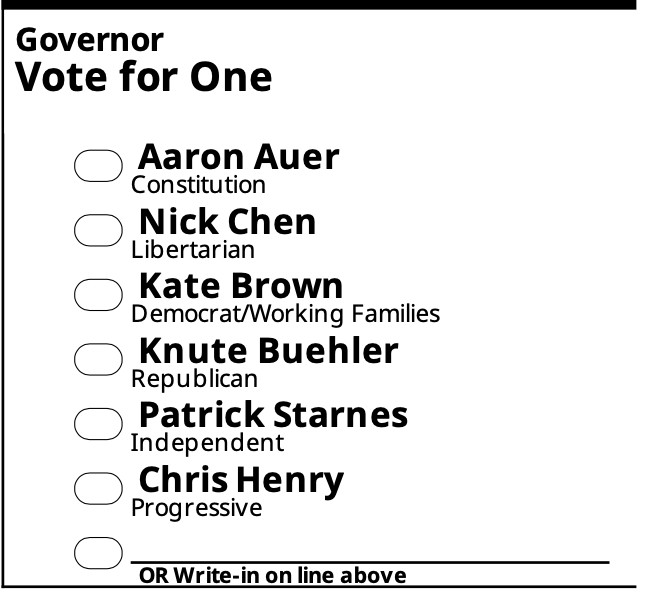 Governor
Vote for One
Aaron Auer
Constitution
Nick Chen
Libertarian
Kate Brown
Democrat/Working Families
Knute Buehler
Republican
Patrick Starnes
Independent
Chris Henry
Progressive
OR Write-in on line above